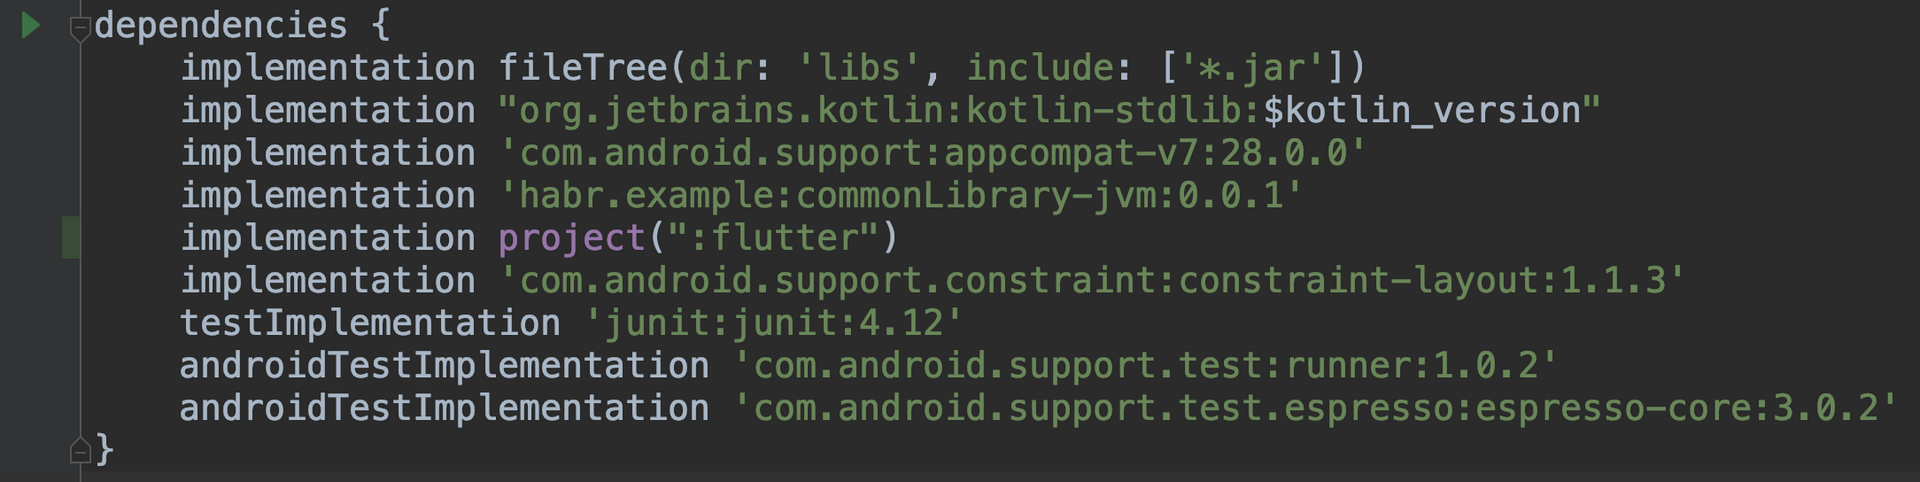 dependencies {
    implementation fileTree(dir: 'libs', include: ['*.jar'])
    implementation "org.jetbrains.kotlin:kotlin-stdlib:$kotlin_version"
    implementation 'com.android.support:appcompat-v7:28.0.0'
    implementation 'habr.example:commonLibrary-jvm:0.0.1'
    implementation project(":flutter")
    implementation 'com.android.support.constraint:constraint-layout:1.1.3'
    testImplementation 'junit:junit:4.12'
    androidTestImplementation 'com.android.support.test:runner:1.0.2'
    androidTestImplementation 'com.android.support.test.espresso:espresso-core:3.0.2'
}